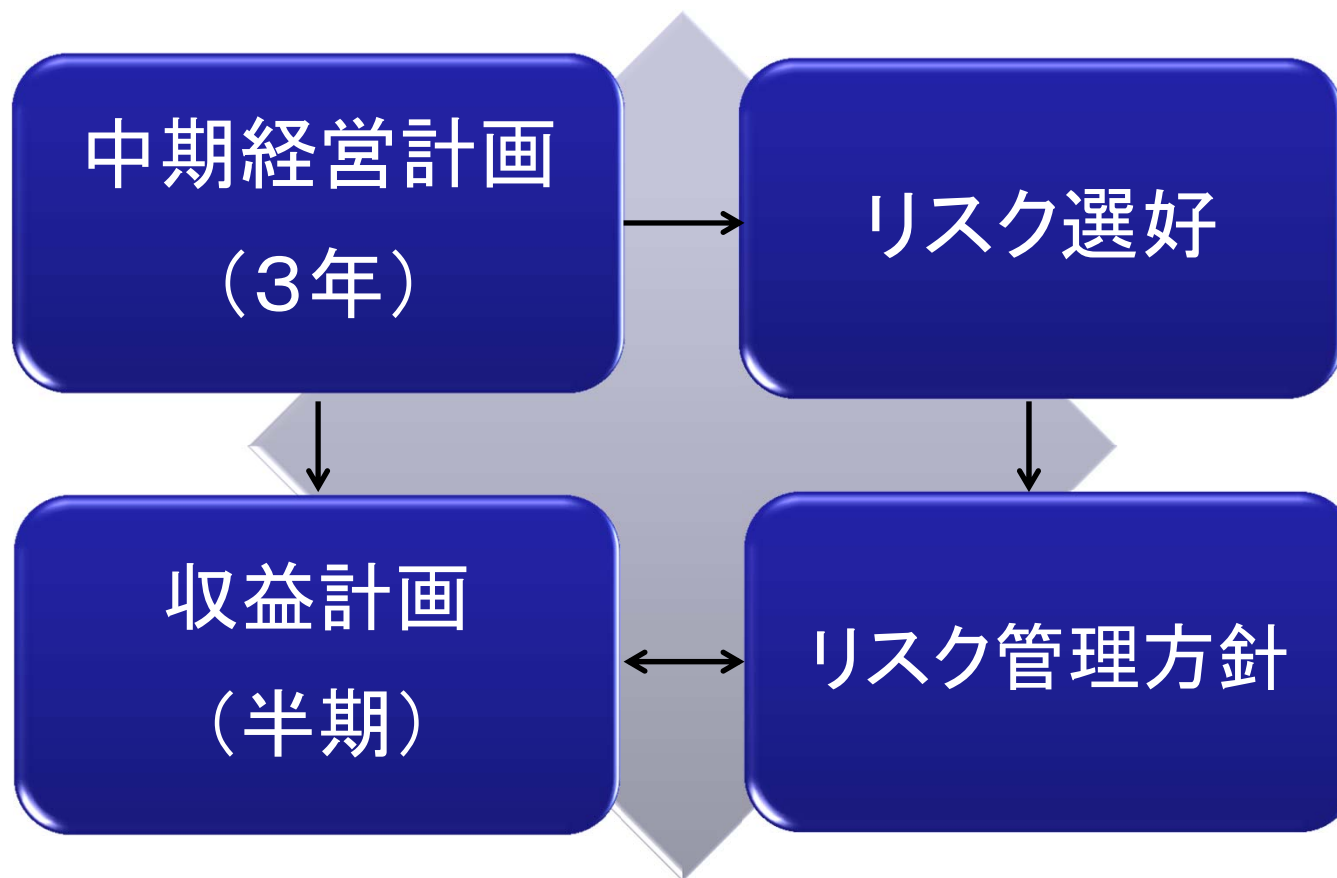 中期経営計画
（３年）
リスク選好
収益計画
（半期）
リスク管理方針